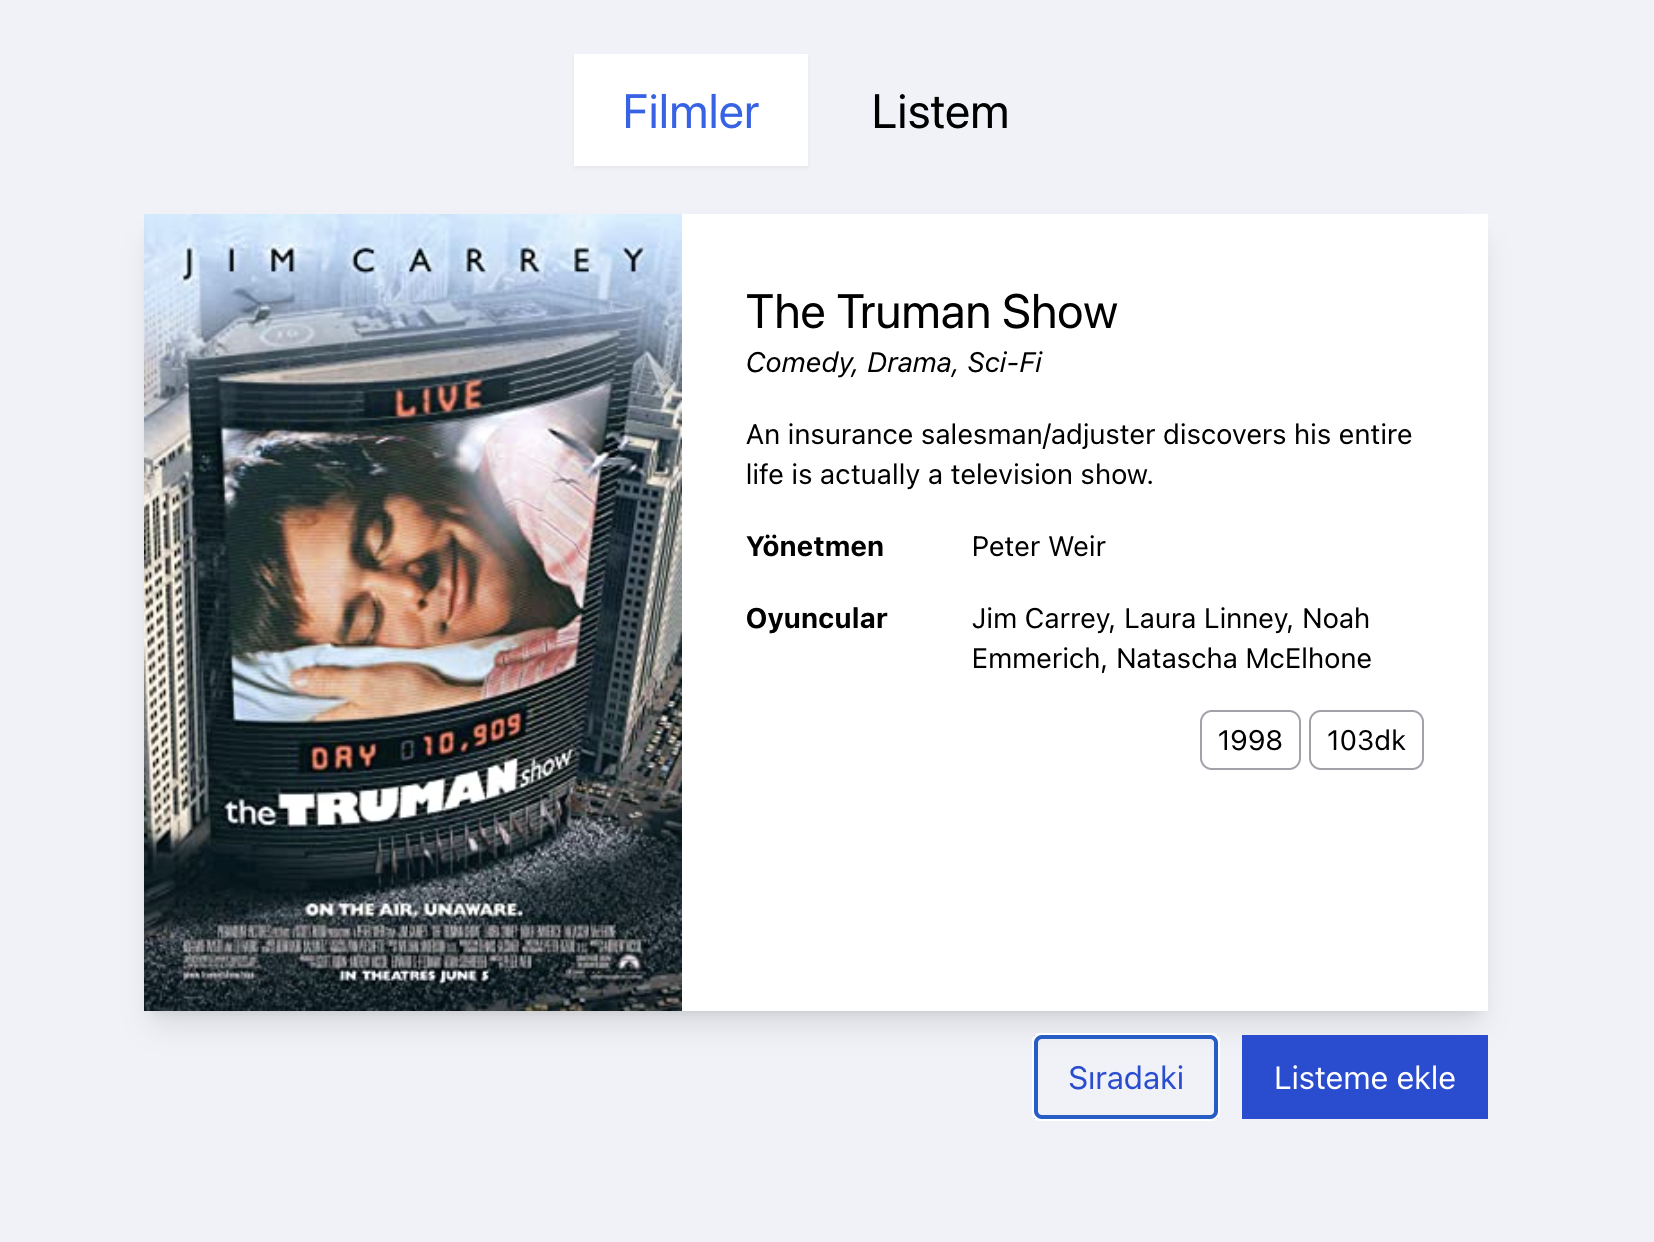 Filmler
Listem
JIM CARREY
LIVE
DAY 10,909
the TRUMAN show
ON THE AIR. UNAWARE.
IN THEATRES JUNE 5
The Truman Show
Comedy, Drama, Sci-Fi
An insurance salesman/adjuster discovers his entire
life is actually a television show.
Yönetmen Peter Weir
Oyuncular Jim Carrey, Laura Linney, Noah
Emmerich, Natascha McElhone
1998 103dk
Sıradaki Listeme ekle